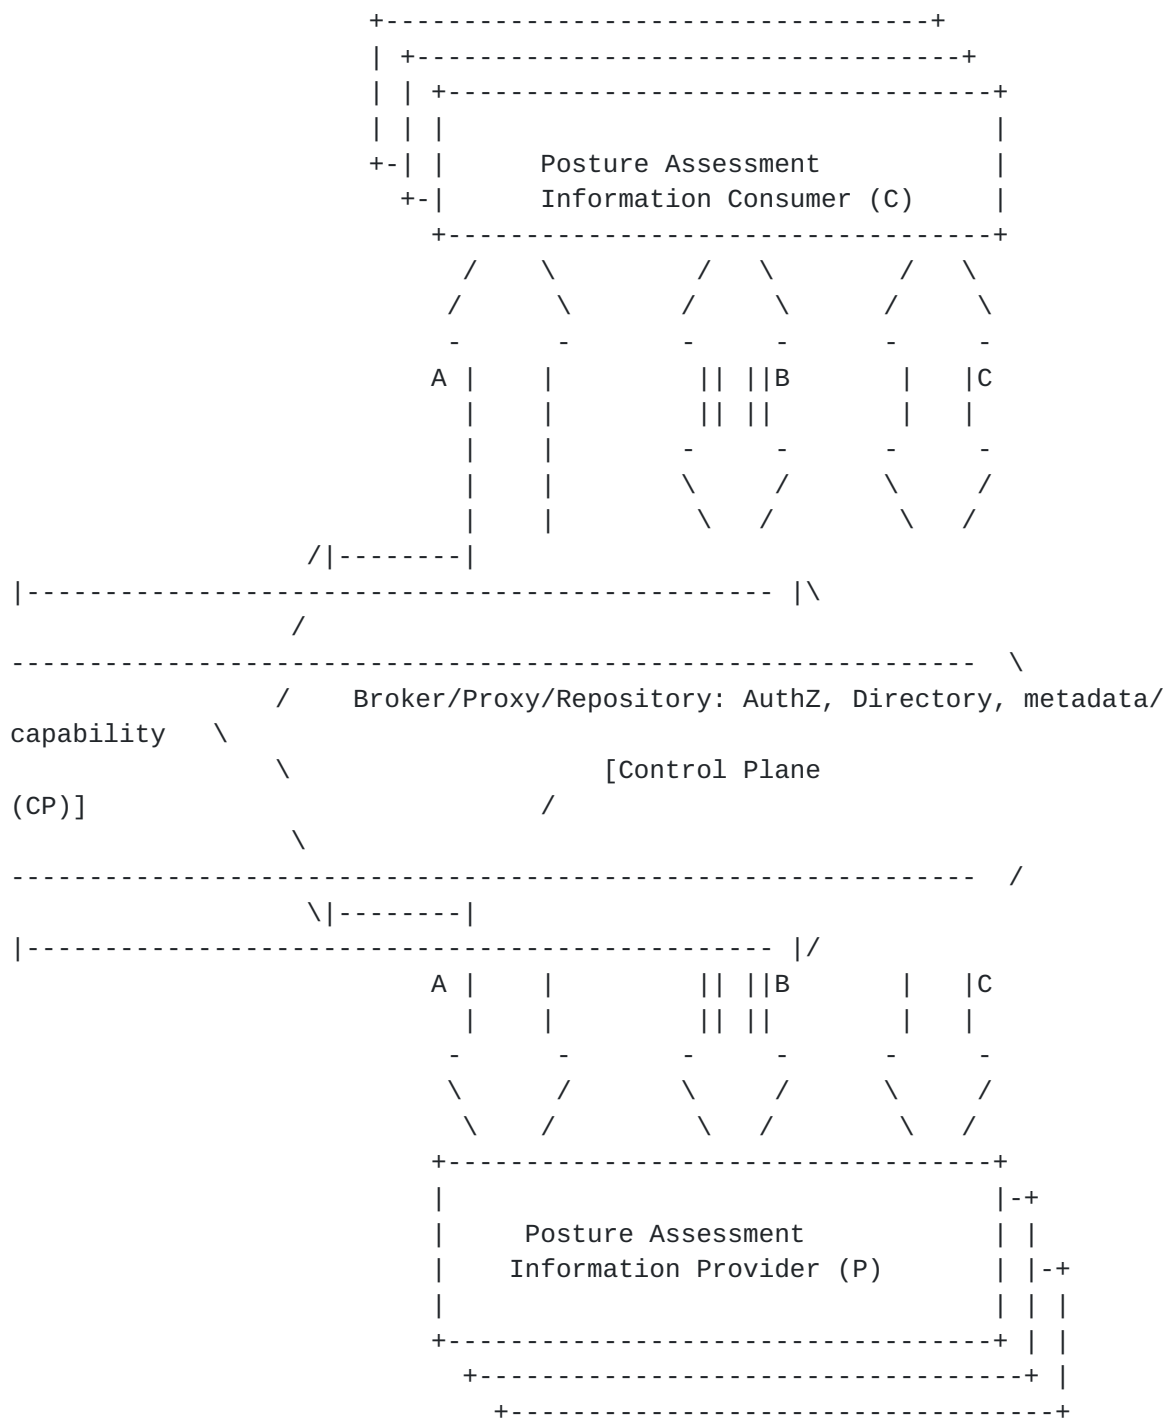 Posture Assessment
Information Consumer (C)
A B C
Broker/Proxy/Repository: AuthZ, Directory, metadata/
capability
[Control Plane
(CP)]
A B C
Posture Assessment
Information Provider (P)